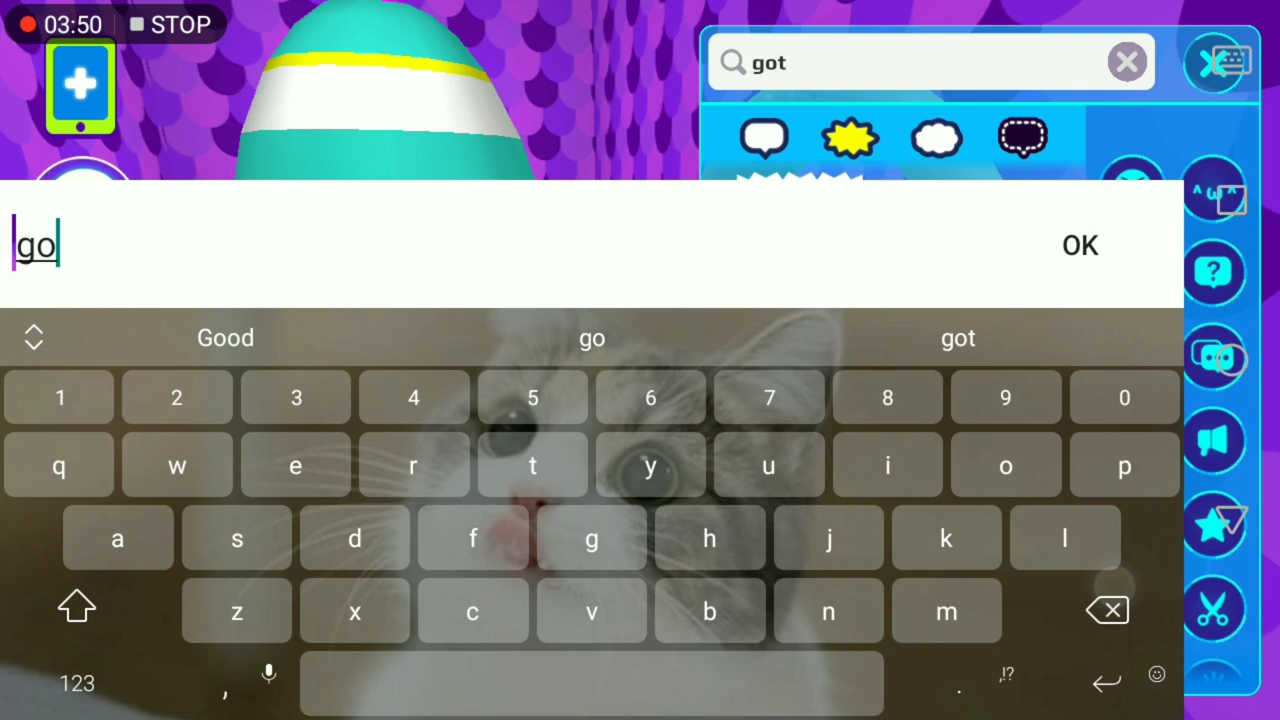 03:50 STOP
got
^ω^
?
go
OK
Good go got
1 2 3 4 5 6 7 8 9 0
q w e r t y u i o p
a s d f g h j k l
z x c v b n m
123 , . ,!?